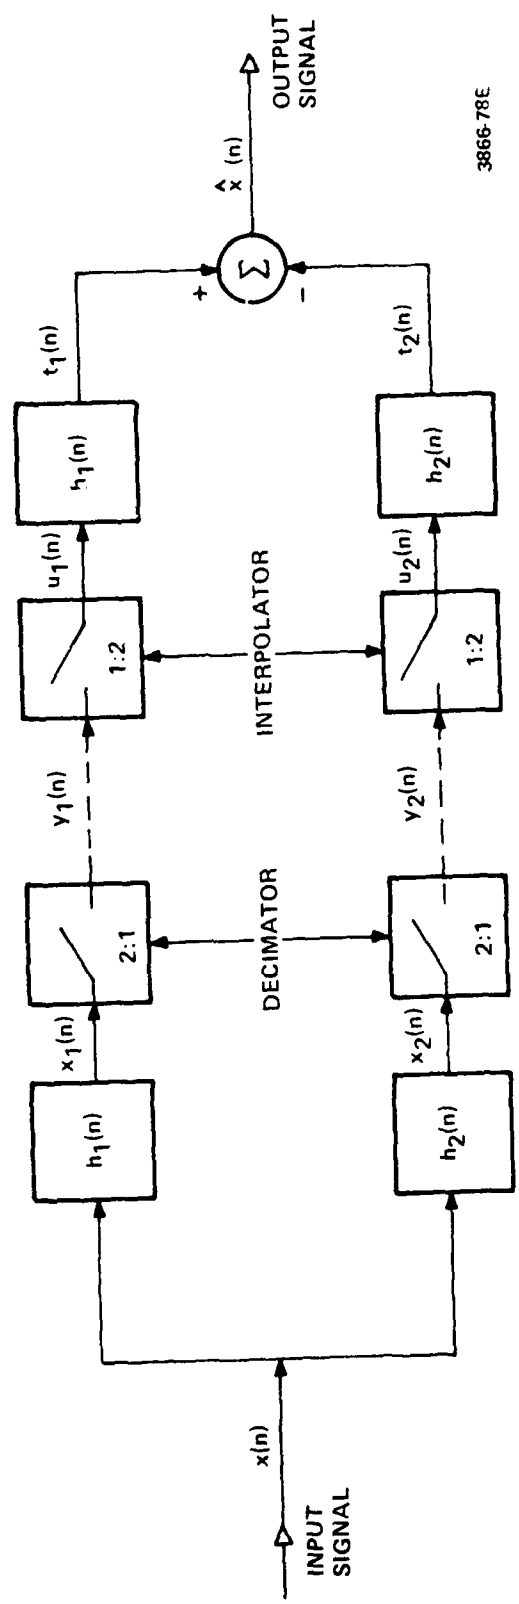 INPUT
SIGNAL
x(n)
h1(n)
x1(n)
2:1
y1(n)
1:2
u1(n)
h1(n)
t1(n)
DECIMATOR
INTERPOLATOR
+
Σ
−
x̂ (n)
OUTPUT
SIGNAL
h2(n)
x2(n)
2:1
y2(n)
1:2
u2(n)
h2(n)
t2(n)
3866-78E